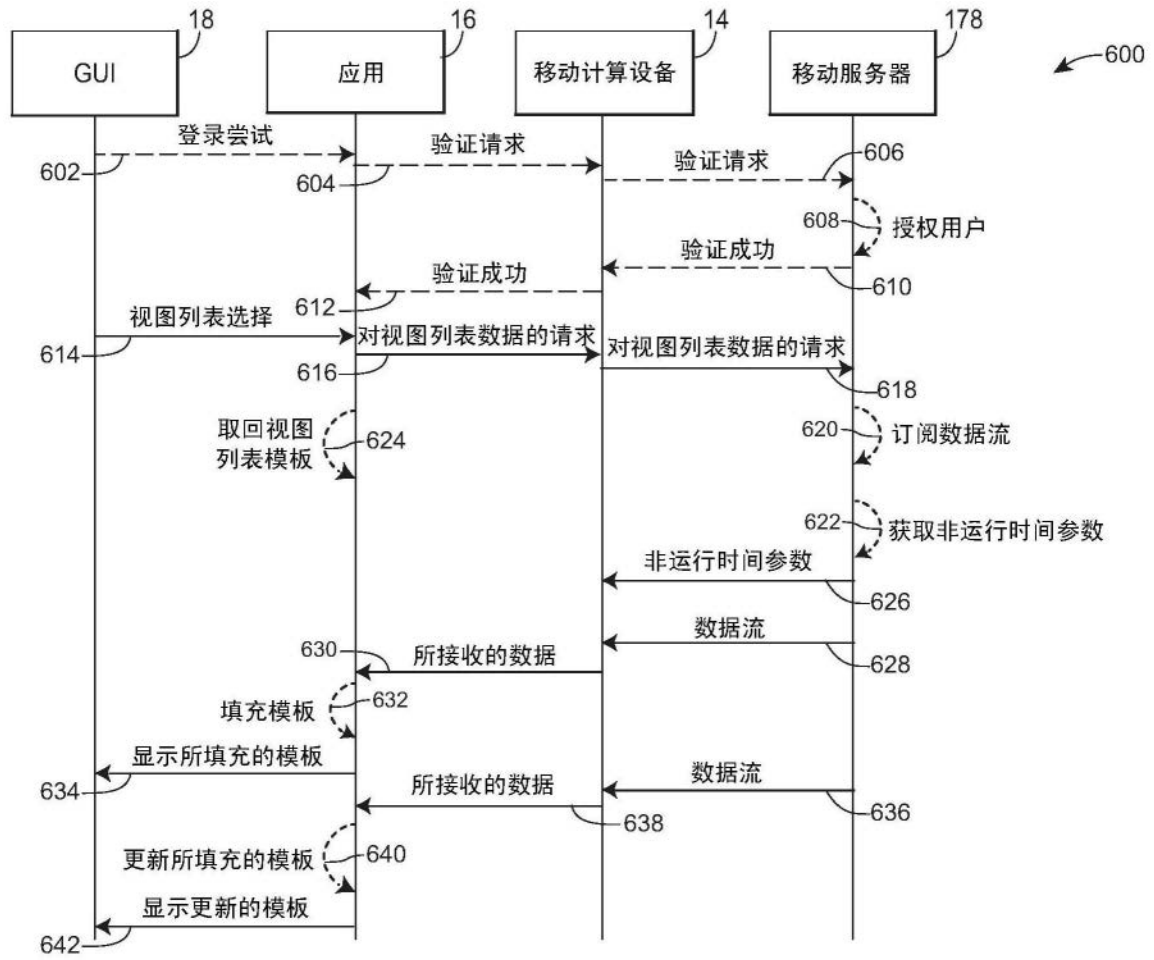 18
16
14
178
600
GUI
应用
移动计算设备
移动服务器
登录尝试
602
验证请求
604
验证请求
606
608
授权用户
验证成功
610
验证成功
612
视图列表选择
614
对视图列表数据的请求
616
对视图列表数据的请求
618
取回视图
列表模板
624
620
订阅数据流
622
获取非运行时间参数
非运行时间参数
626
数据流
628
630
所接收的数据
填充模板
632
显示所填充的模板
634
数据流
636
所接收的数据
638
更新所填充的模板
640
显示更新的模板
642